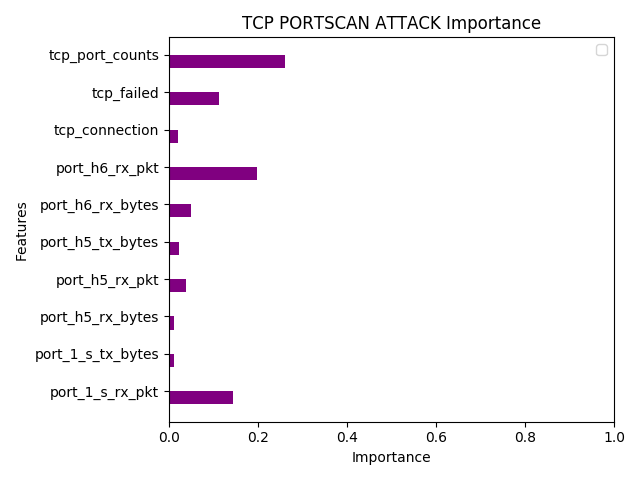 TCP PORTSCAN ATTACK Importance
tcp_port_counts
tcp_failed
tcp_connection
port_h6_rx_pkt
port_h6_rx_bytes
port_h5_tx_bytes
port_h5_rx_pkt
port_h5_rx_bytes
port_1_s_tx_bytes
port_1_s_rx_pkt
Features
0.0 0.2 0.4 0.6 0.8 1.0
Importance